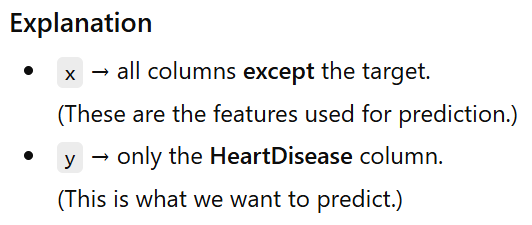 Explanation
• x → all columns except the target.
(These are the features used for prediction.)
• y → only the HeartDisease column.
(This is what we want to predict.)